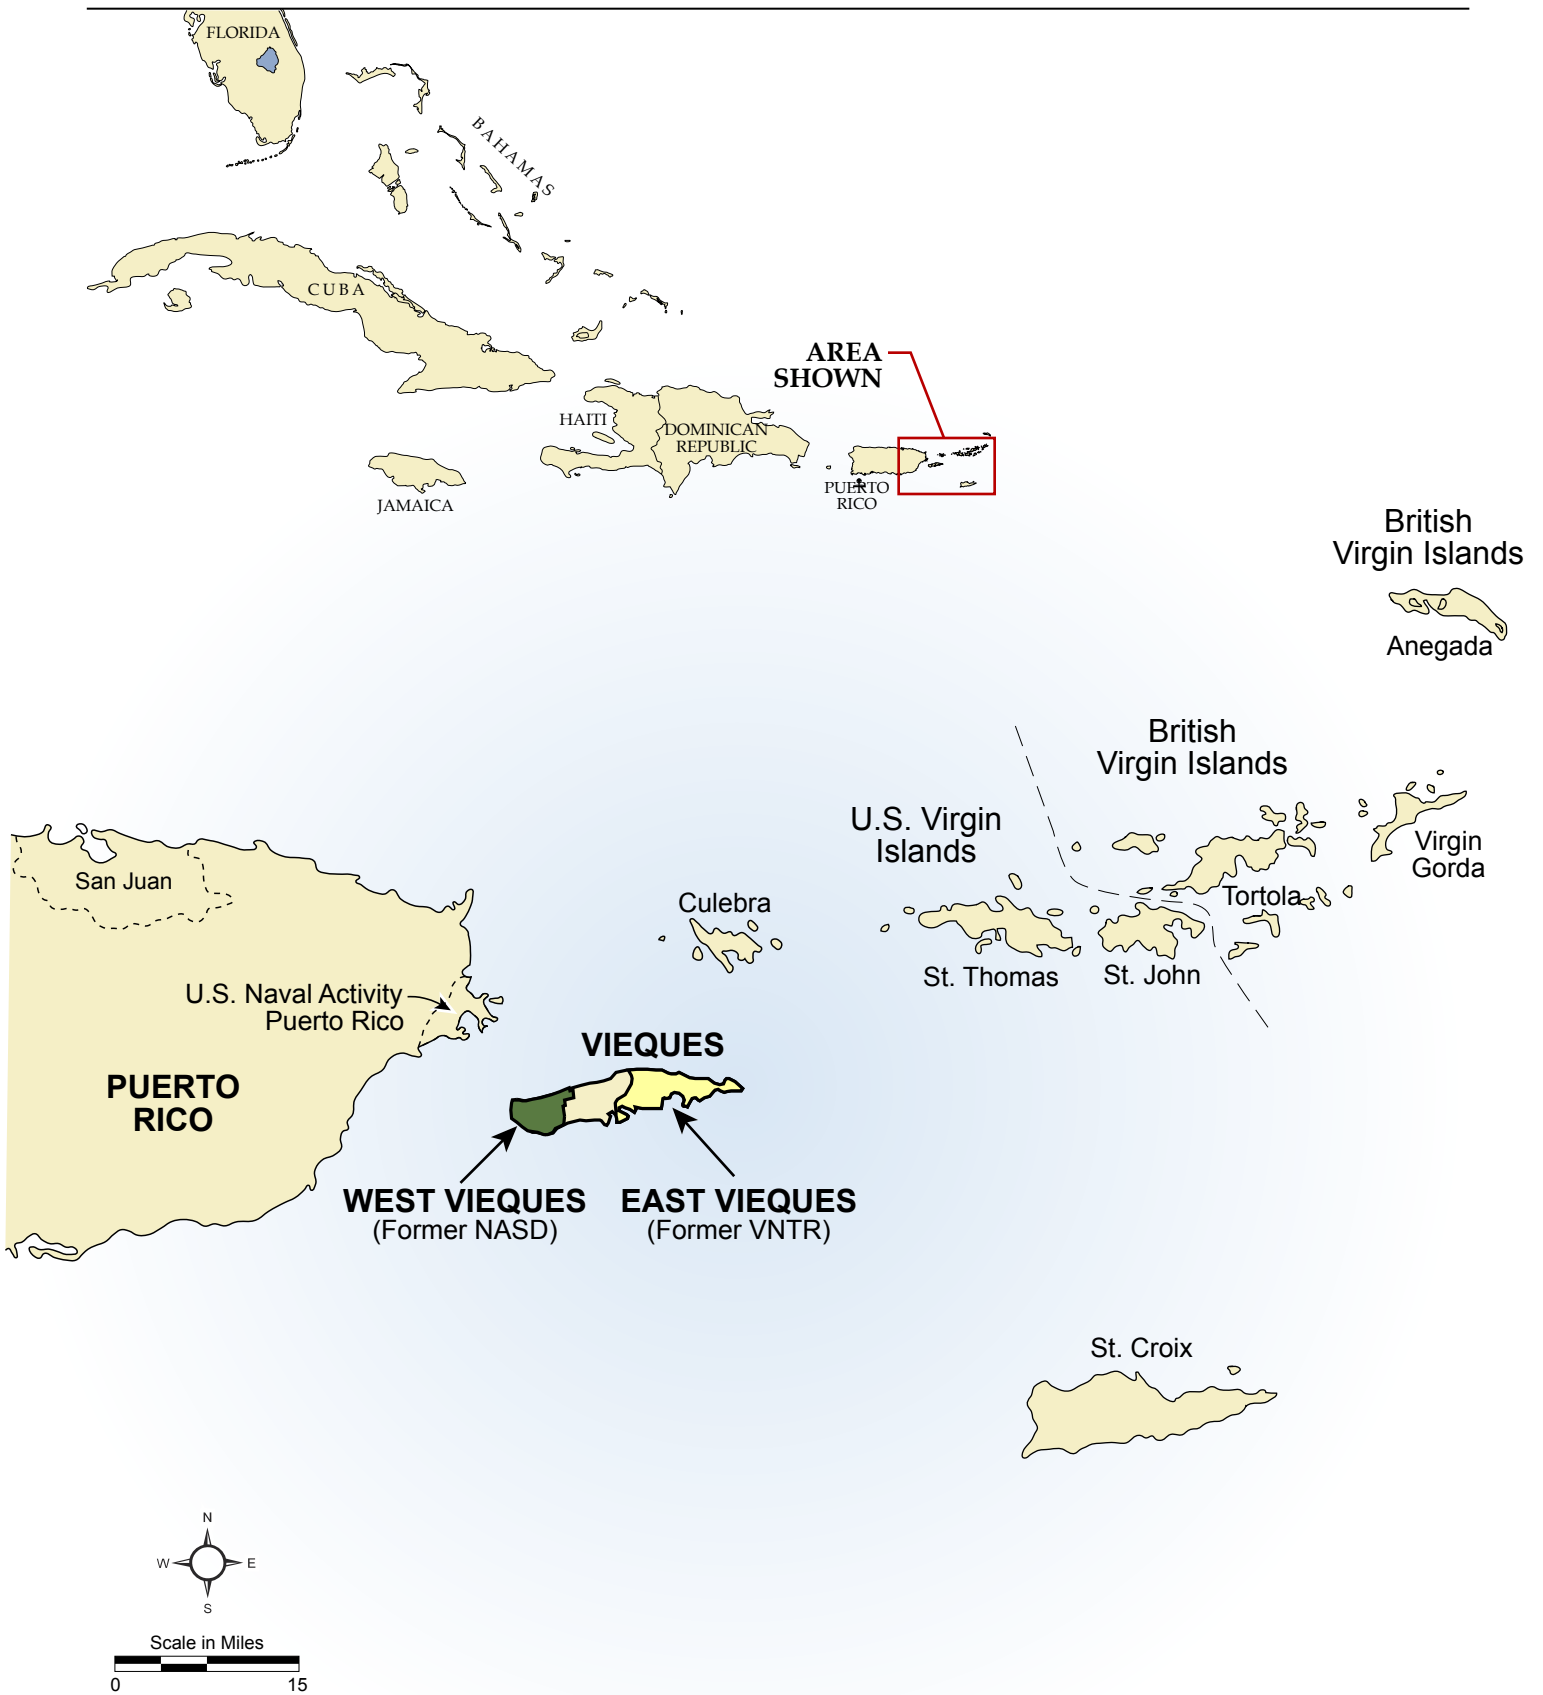 FLORIDA
BAHAMAS
CUBA
AREA
SHOWN
HAITI
DOMINICAN
REPUBLIC
JAMAICA
PUERTO
RICO
British
Virgin Islands
Anegada
British
Virgin Islands
U.S. Virgin
Islands
Virgin
Gorda
San Juan
Culebra
Tortola
St. Thomas
St. John
U.S. Naval Activity
Puerto Rico
VIEQUES
PUERTO
RICO
WEST VIEQUES
(Former NASD)
EAST VIEQUES
(Former VNTR)
St. Croix
N
W E
S
Scale in Miles
0 15